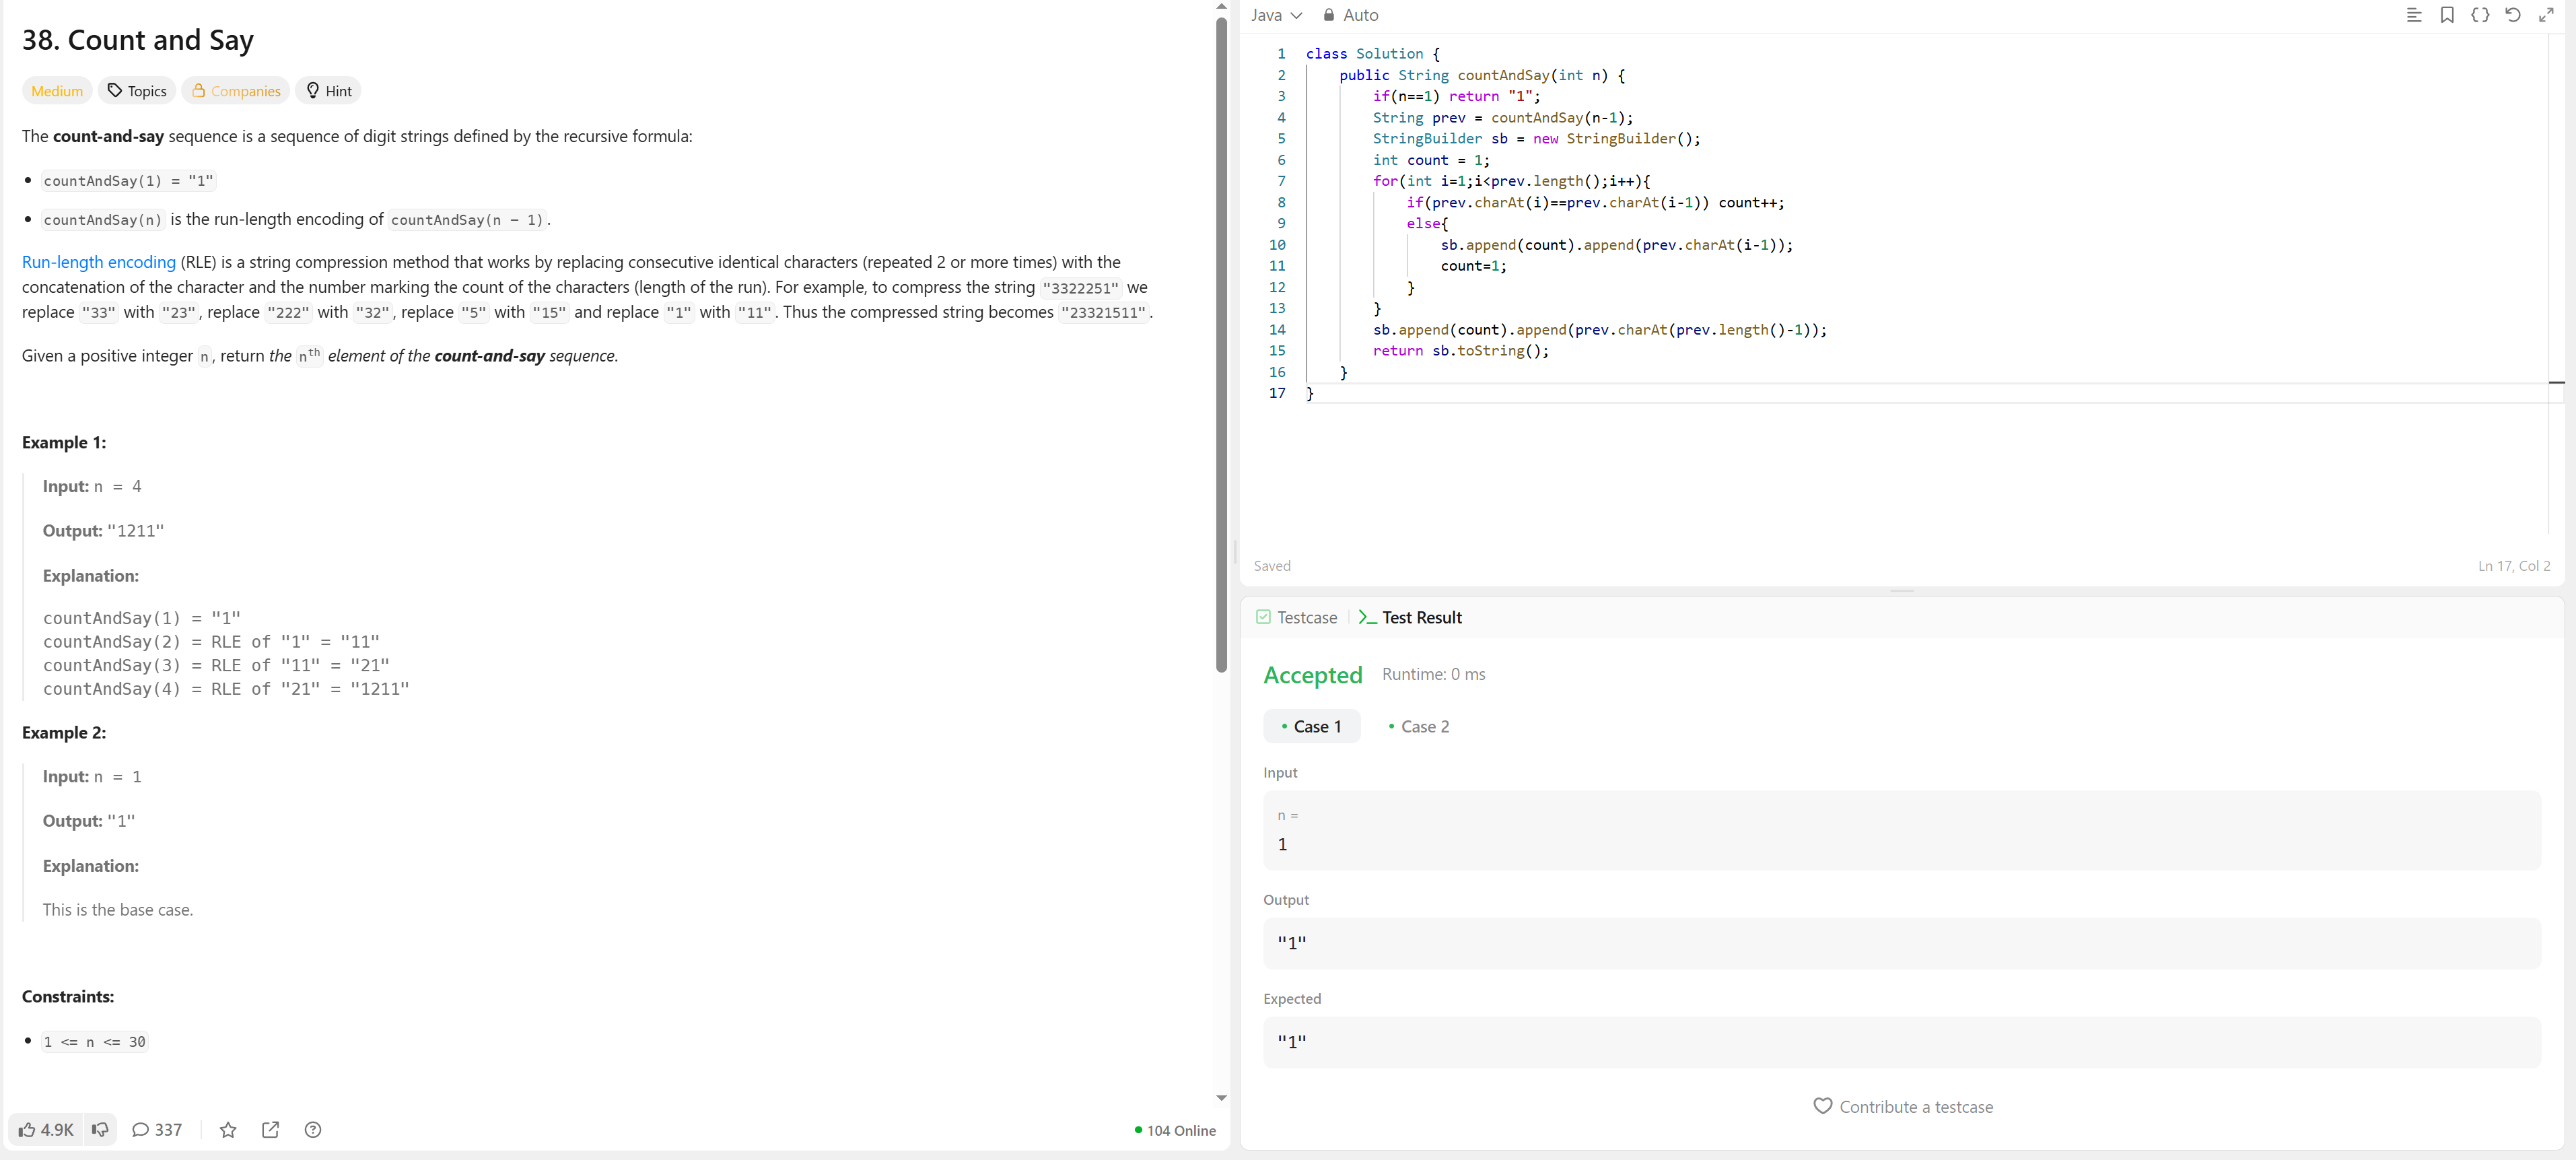 38. Count and Say
Medium Topics Companies Hint
The count-and-say sequence is a sequence of digit strings defined by the recursive formula:
• countAndSay(1) = "1"
• countAndSay(n) is the run-length encoding of countAndSay(n − 1).
Run-length encoding (RLE) is a string compression method that works by replacing consecutive identical characters (repeated 2 or more times) with the
concatenation of the character and the number marking the count of the characters (length of the run). For example, to compress the string "3322251" we
replace "33" with "23", replace "222" with "32", replace "5" with "15" and replace "1" with "11". Thus the compressed string becomes "23321511".
Given a positive integer n, return the nth element of the count-and-say sequence.
Example 1:
Input: n = 4
Output: "1211"
Explanation:
countAndSay(1) = "1"
countAndSay(2) = RLE of "1" = "11"
countAndSay(3) = RLE of "11" = "21"
countAndSay(4) = RLE of "21" = "1211"
Example 2:
Input: n = 1
Output: "1"
Explanation:
This is the base case.
Constraints:
• 1 <= n <= 30
4.9K 337 104 Online
Java Auto
1 class Solution {
2     public String countAndSay(int n) {
3         if(n==1) return "1";
4         String prev = countAndSay(n-1);
5         StringBuilder sb = new StringBuilder();
6         int count = 1;
7         for(int i=1;i<prev.length();i++){
8             if(prev.charAt(i)==prev.charAt(i-1)) count++;
9             else{
10                 sb.append(count).append(prev.charAt(i-1));
11                 count=1;
12             }
13         }
14         sb.append(count).append(prev.charAt(prev.length()-1));
15         return sb.toString();
16     }
17 }
Saved Ln 17, Col 2
Testcase Test Result
Accepted Runtime: 0 ms
• Case 1 • Case 2
Input
n =
1
Output
"1"
Expected
"1"
Contribute a testcase